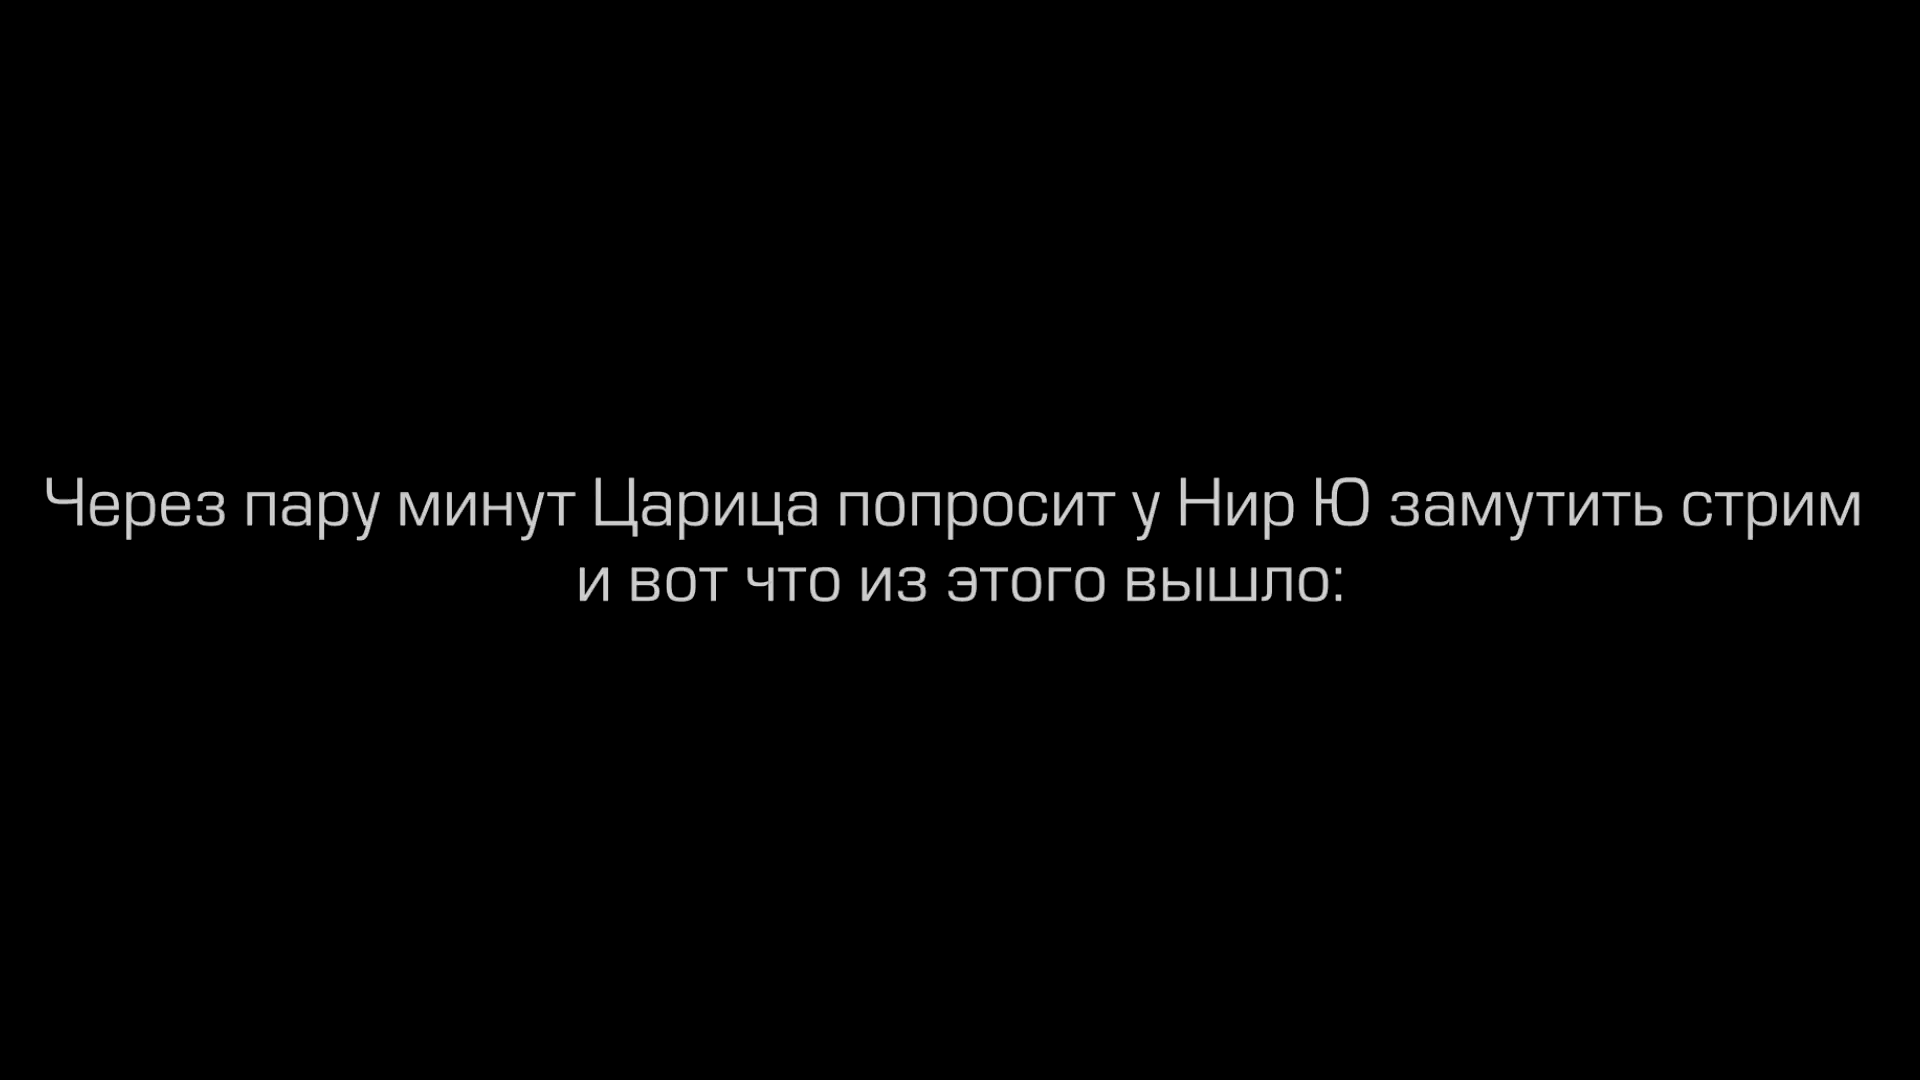 Через пару минут Царица попросит у Нир Ю замутить стрим
и вот что из этого вышло: